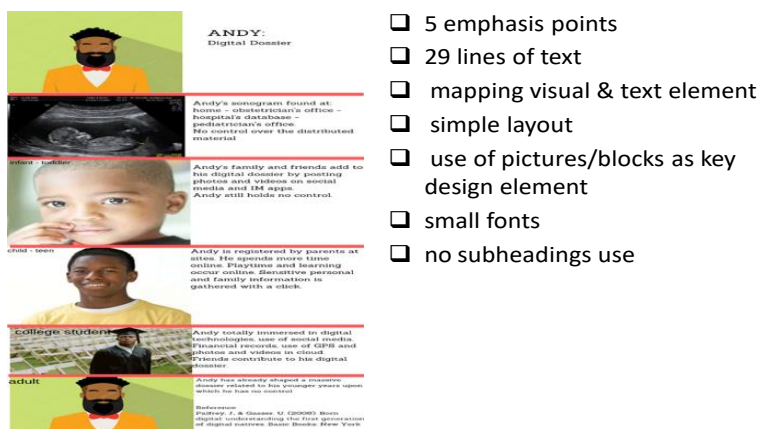 ANDY:
Digital Dossier
Andy's sonogram found at:
home - obstetrician's office -
hospital's database -
pediatrician's office.
No control over the distributed
material
infant - toddler
Andy's family and friends add to
his digital dossier by posting
photos and videos on social
media and IM apps.
Andy still holds no control.
child - teen
Andy is registered by parents at
sites. He spends more time
online. Playtime and learning
occur online. Sensitive personal
and family information is
gathered with a click.
college student
Andy totally immersed in digital
technologies, use of social media.
Financial records, use of GPS and
photos and videos in cloud.
Friends contribute to his digital
dossier.
adult
Andy has already shaped a massive
dossier related to his younger years upon
which he has no control
Reference
Palfrey, J., & Gasser, U. (2008). Born
digital: understanding the first generation
of digital natives. Basic Books: New York
5 emphasis points
29 lines of text
mapping visual & text element
simple layout
use of pictures/blocks as key
design element
small fonts
no subheadings use